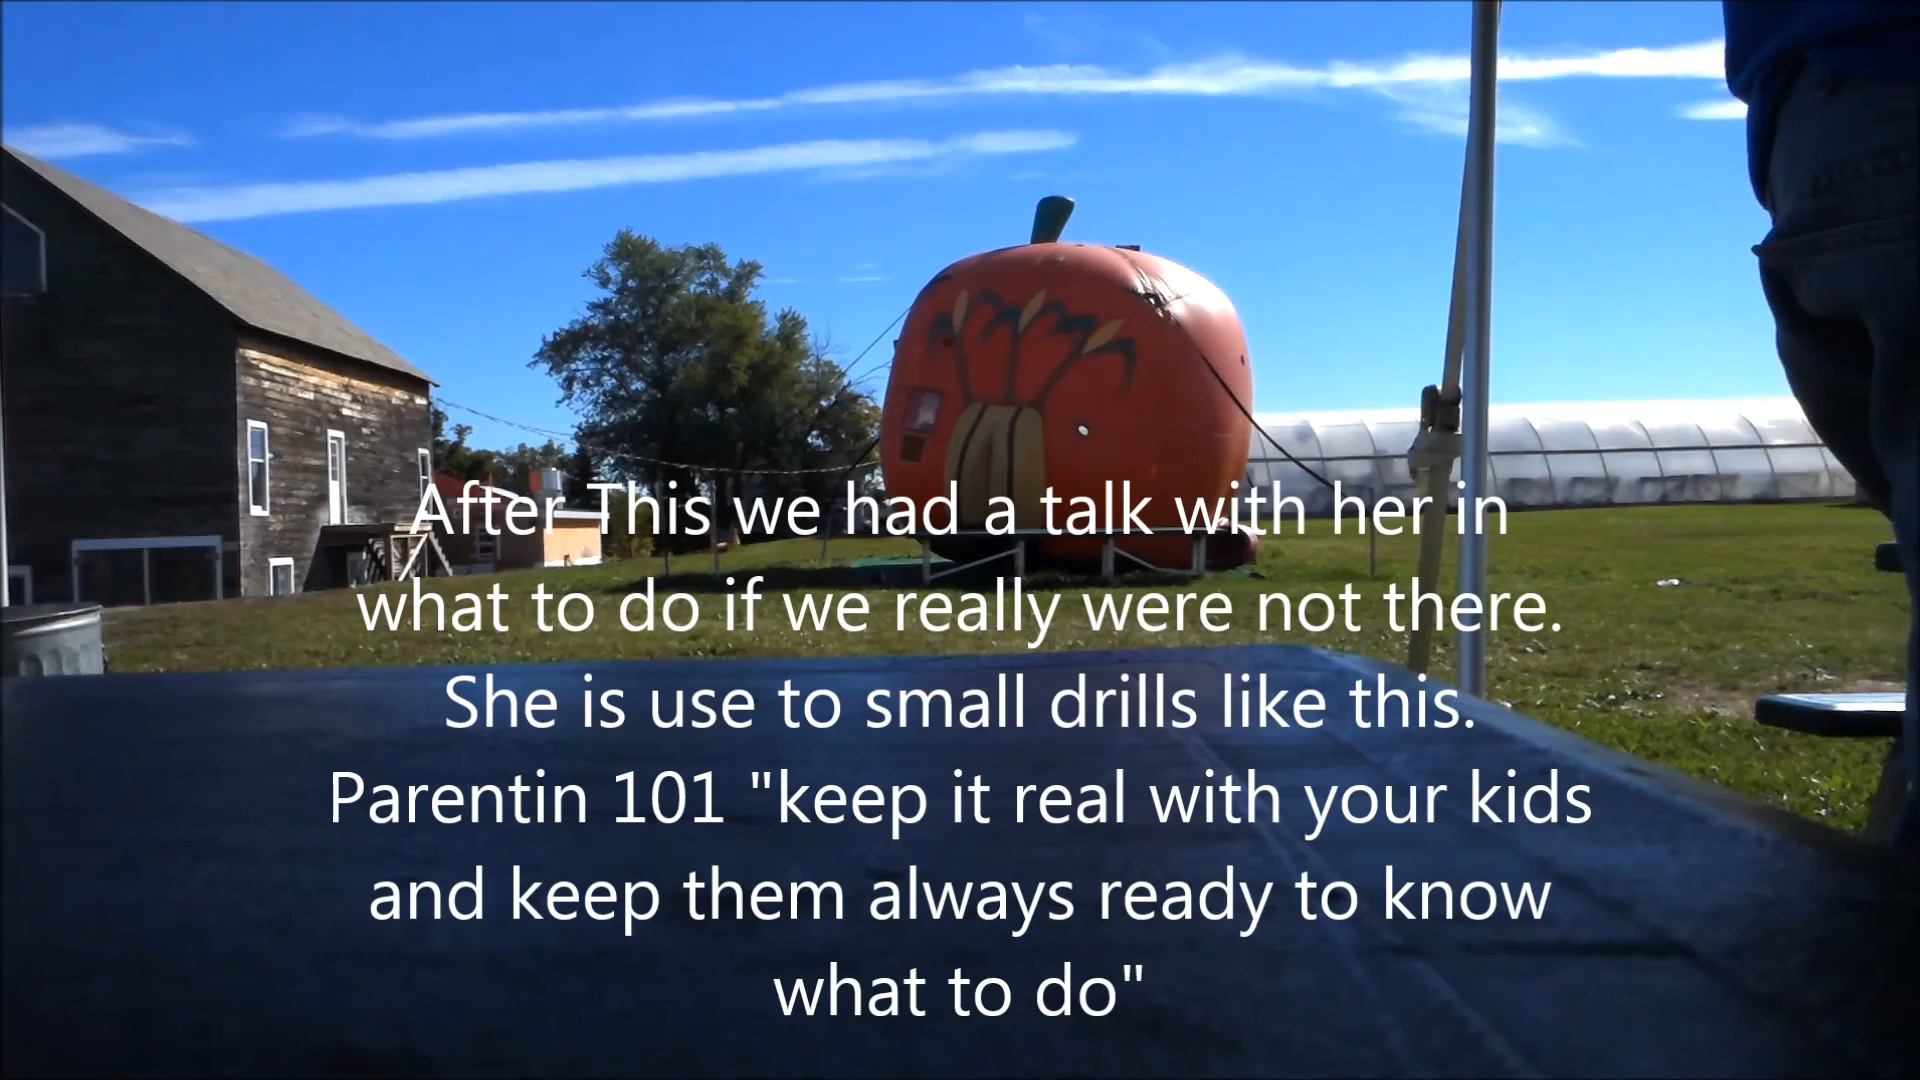 After This we had a talk with her in
what to do if we really were not there.
She is use to small drills like this.
Parentin 101 "keep it real with your kids
and keep them always ready to know
what to do"